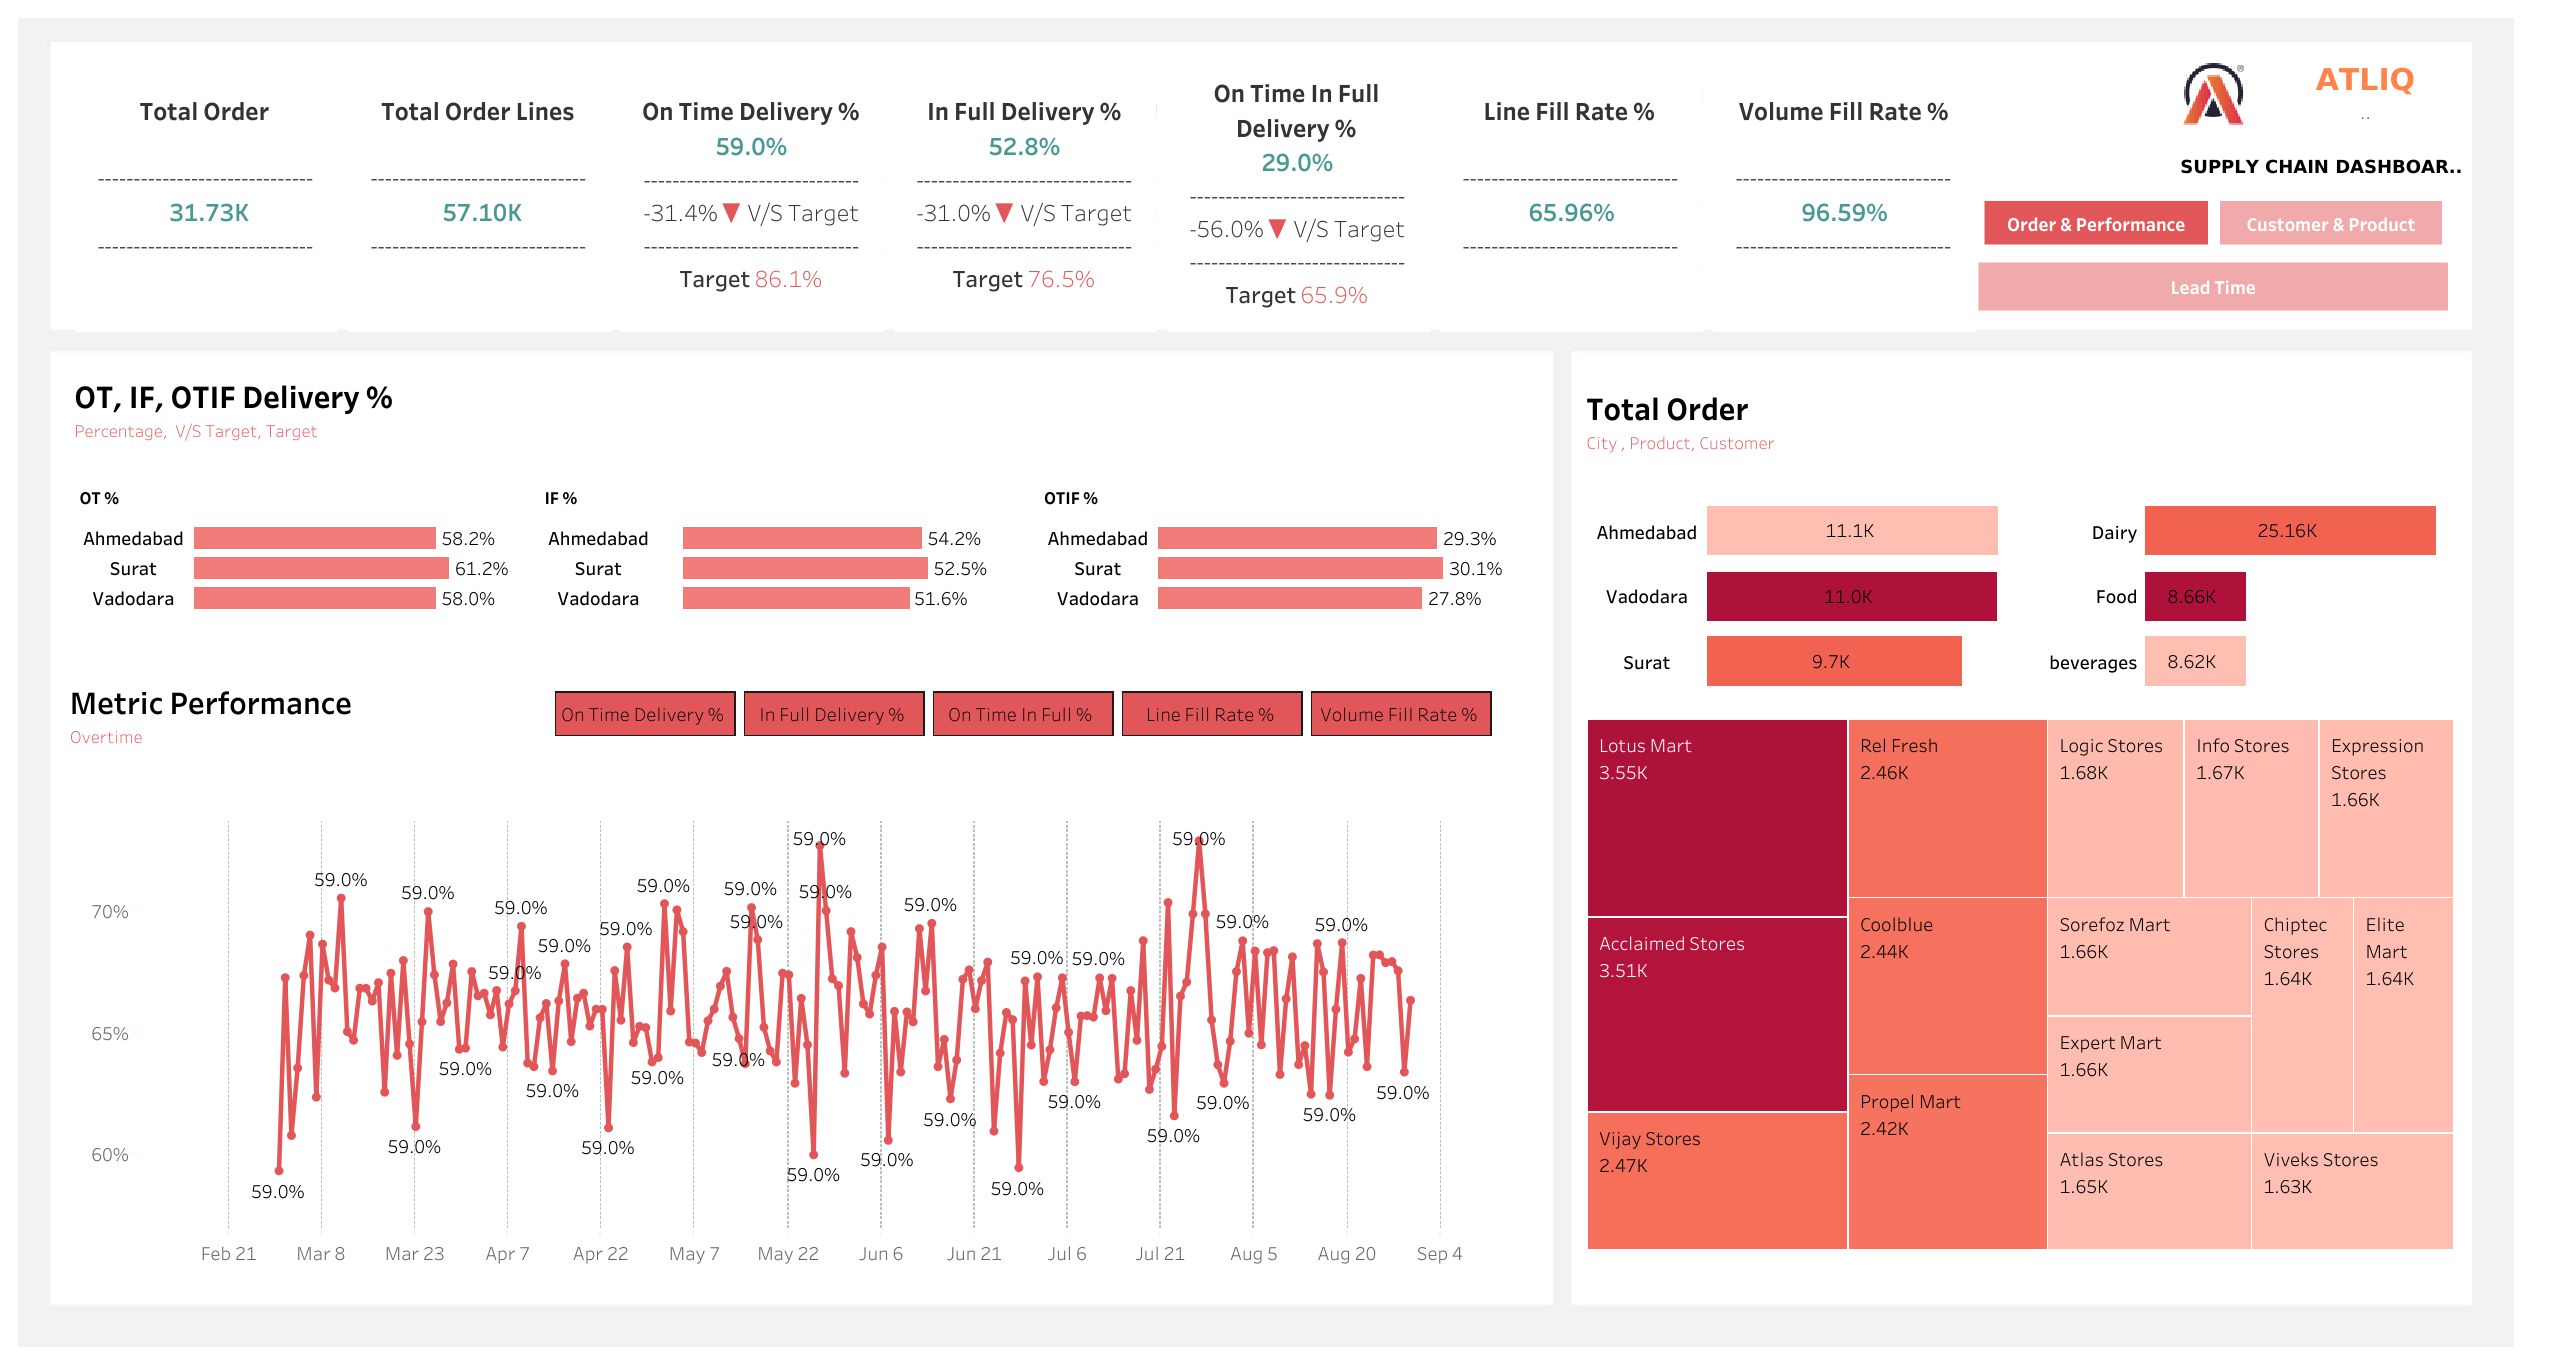 Total Order
31.73K
Total Order Lines
57.10K
On Time Delivery %
59.0%
-31.4% ▼ V/S Target
Target 86.1%
In Full Delivery %
52.8%
-31.0% ▼ V/S Target
Target 76.5%
On Time In Full
Delivery %
29.0%
-56.0% ▼ V/S Target
Target 65.9%
Line Fill Rate %
65.96%
Volume Fill Rate %
96.59%
ATLIQ
..
SUPPLY CHAIN DASHBOAR..
Order & Performance
Customer & Product
Lead Time
OT, IF, OTIF Delivery %
Percentage, V/S Target, Target
OT %
Ahmedabad 58.2%
Surat 61.2%
Vadodara 58.0%
IF %
Ahmedabad 54.2%
Surat 52.5%
Vadodara 51.6%
OTIF %
Ahmedabad 29.3%
Surat 30.1%
Vadodara 27.8%
Metric Performance
Overtime
On Time Delivery %
In Full Delivery %
On Time In Full %
Line Fill Rate %
Volume Fill Rate %
59.0% 59.0%
59.0% 59.0% 59.0% 59.0% 59.0%
59.0% 59.0% 59.0% 59.0% 59.0% 59.0%
59.0% 59.0% 59.0% 59.0%
59.0%
70%
65%
60%
59.0%
59.0% 59.0% 59.0% 59.0%
59.0% 59.0% 59.0% 59.0% 59.0%
59.0% 59.0% 59.0% 59.0%
59.0% 59.0% 59.0%
Feb 21 Mar 8 Mar 23 Apr 7 Apr 22 May 7 May 22 Jun 6 Jun 21 Jul 6 Jul 21 Aug 5 Aug 20 Sep 4
Total Order
City , Product, Customer
Ahmedabad 11.1K
Vadodara 11.0K
Surat 9.7K
Dairy 25.16K
Food 8.66K
beverages 8.62K
Lotus Mart
3.55K
Acclaimed Stores
3.51K
Vijay Stores
2.47K
Rel Fresh
2.46K
Coolblue
2.44K
Propel Mart
2.42K
Logic Stores
1.68K
Info Stores
1.67K
Expression
Stores
1.66K
Sorefoz Mart
1.66K
Expert Mart
1.66K
Chiptec
Stores
1.64K
Elite
Mart
1.64K
Atlas Stores
1.65K
Viveks Stores
1.63K